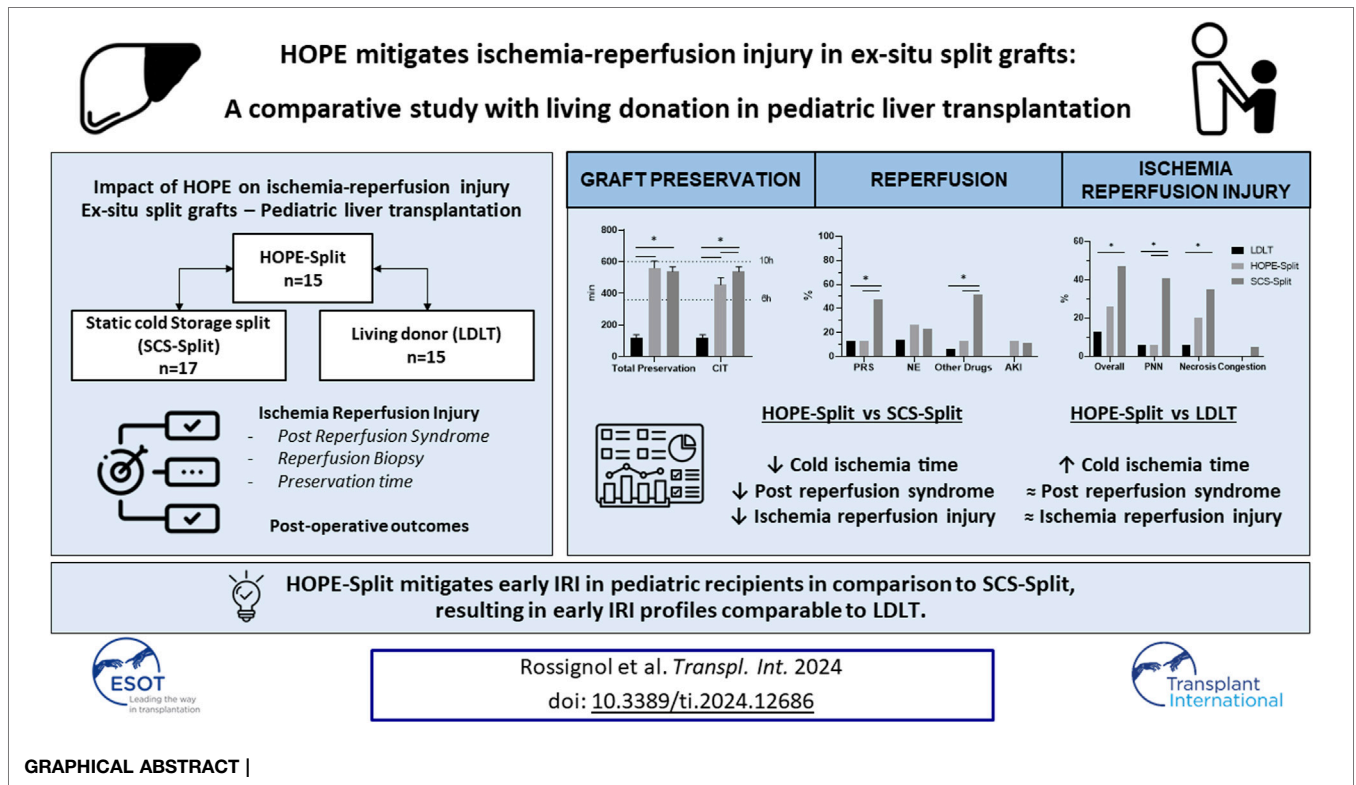 HOPE mitigates ischemia-reperfusion injury in ex-situ split grafts:
A comparative study with living donation in pediatric liver transplantation
Impact of HOPE on ischemia-reperfusion injury
Ex-situ split grafts – Pediatric liver transplantation
HOPE-Split
n=15
Static cold Storage split
(SCS-Split)
n=17
Living donor (LDLT)
n=15
Ischemia Reperfusion Injury
- Post Reperfusion Syndrome
- Reperfusion Biopsy
- Preservation time
Post-operative outcomes
GRAFT PRESERVATION
REPERFUSION
ISCHEMIA
REPERFUSION INJURY
800
600
400
200
0
min
* *
10h
6h
Total Preservation CIT
100
80
60
40
20
0
%
* *
PRS NE Other Drugs AKI
60
40
20
0
%
* * *
LDLT
HOPE-Split
SCS-Split
Overall PNN Necrosis Congestion
HOPE-Split vs SCS-Split
↓ Cold ischemia time
↓ Post reperfusion syndrome
↓ Ischemia reperfusion injury
HOPE-Split vs LDLT
↑ Cold ischemia time
≈ Post reperfusion syndrome
≈ Ischemia reperfusion injury
HOPE-Split mitigates early IRI in pediatric recipients in comparison to SCS-Split,
resulting in early IRI profiles comparable to LDLT.
ESOT
Leading the way
in transplantation
Rossignol et al. Transpl. Int. 2024
doi: 10.3389/ti.2024.12686
Transplant
International
GRAPHICAL ABSTRACT |